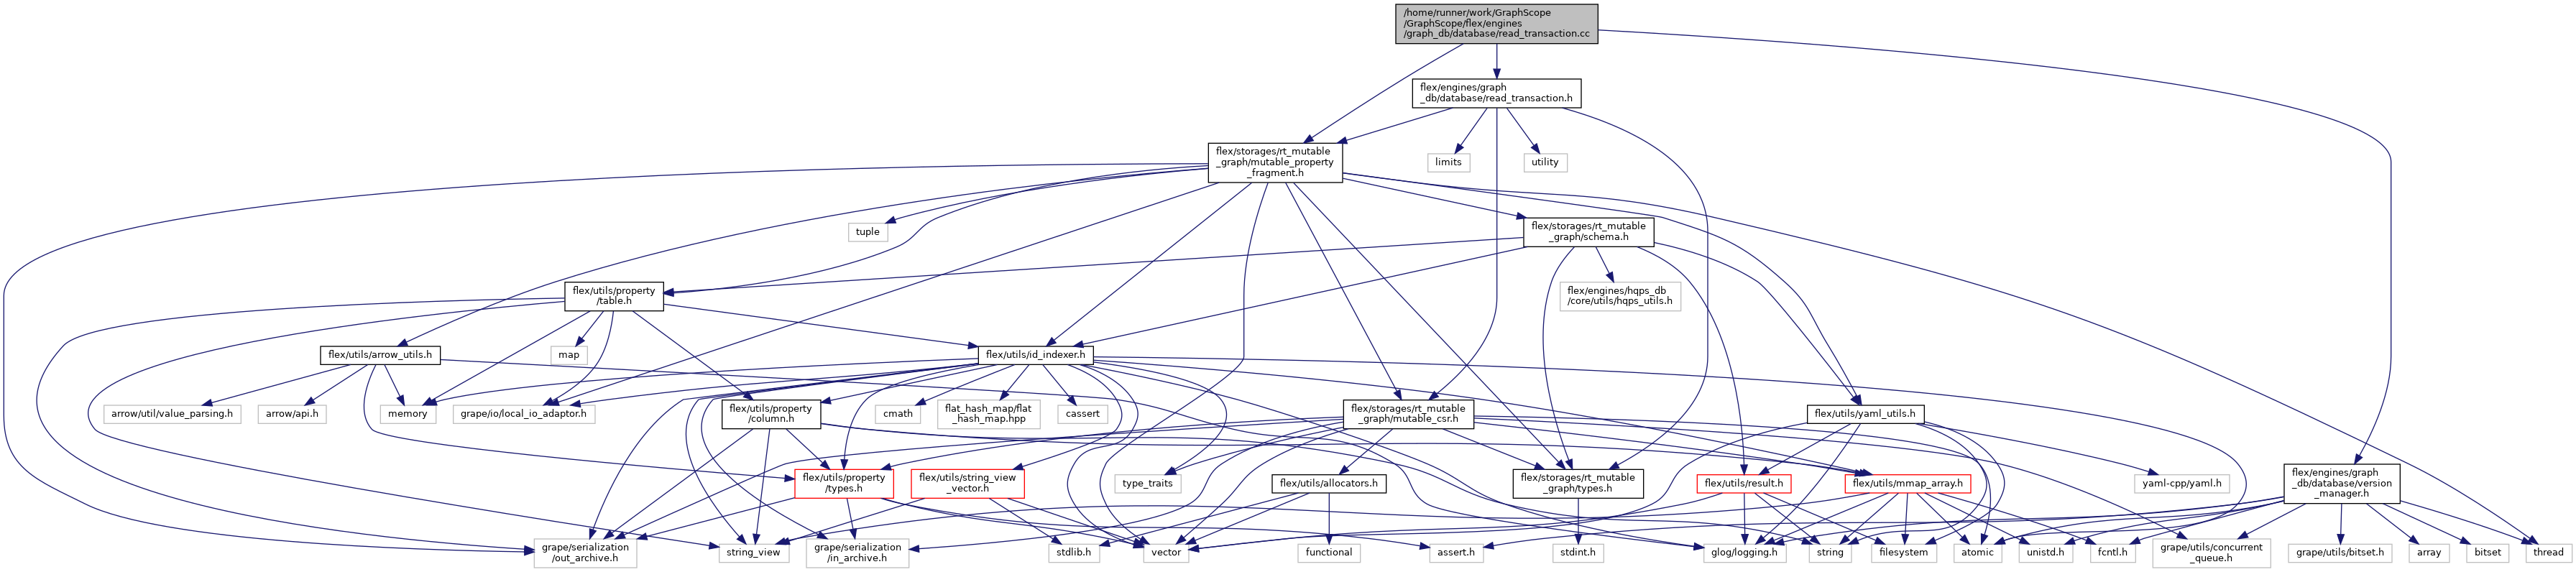 /home/runner/work/GraphScope
/GraphScope/flex/engines
/graph_db/database/read_transaction.cc
flex/engines/graph
_db/database/read_transaction.h
flex/storages/rt_mutable
_graph/mutable_property
_fragment.h
limits
utility
tuple
flex/storages/rt_mutable
_graph/schema.h
flex/utils/property
/table.h
flex/engines/hqps_db
/core/utils/hqps_utils.h
flex/utils/arrow_utils.h
map
flex/utils/id_indexer.h
arrow/util/value_parsing.h
arrow/api.h
memory
grape/io/local_io_adaptor.h
flex/utils/property
/column.h
cmath
flat_hash_map/flat
_hash_map.hpp
cassert
flex/storages/rt_mutable
_graph/mutable_csr.h
flex/utils/yaml_utils.h
flex/utils/property
/types.h
flex/utils/string_view
_vector.h
type_traits
flex/utils/allocators.h
flex/storages/rt_mutable
_graph/types.h
flex/utils/result.h
flex/utils/mmap_array.h
yaml-cpp/yaml.h
flex/engines/graph
_db/database/version
_manager.h
grape/serialization
/out_archive.h
string_view
grape/serialization
/in_archive.h
stdlib.h
vector
functional
assert.h
stdint.h
glog/logging.h
string
filesystem
atomic
unistd.h
fcntl.h
grape/utils/concurrent
_queue.h
grape/utils/bitset.h
array
bitset
thread